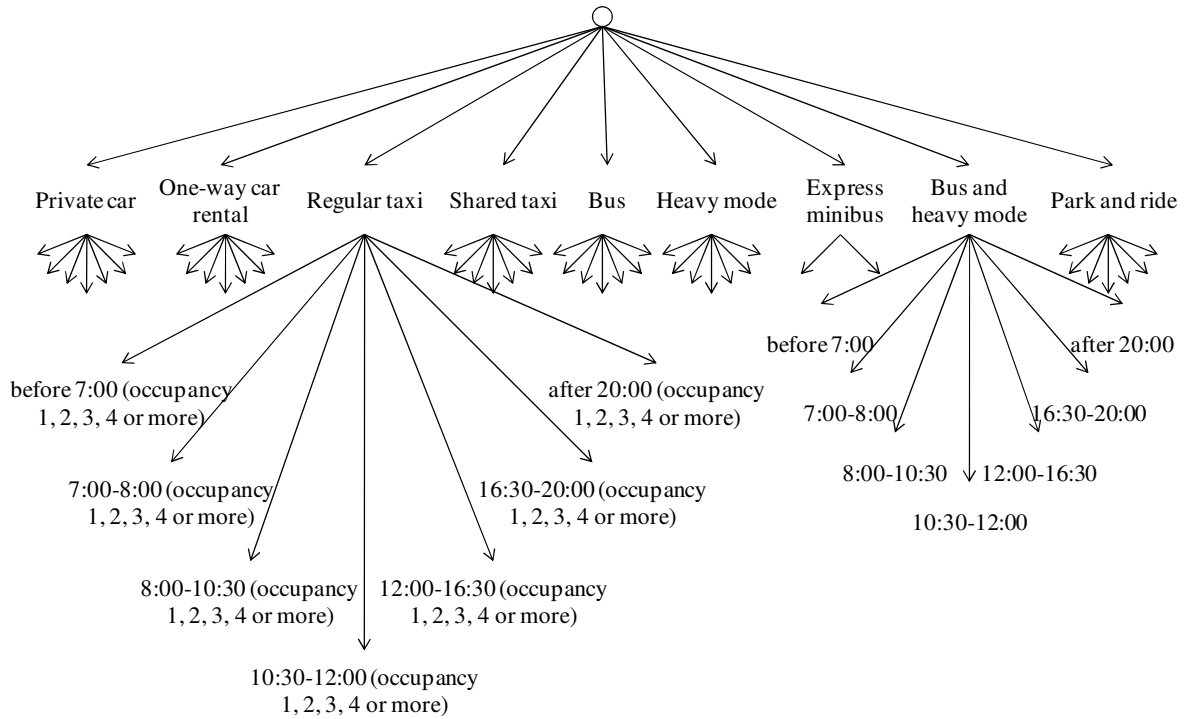 Private car
One-way car
rental
Regular taxi
Shared taxi
Bus
Heavy mode
Express
minibus
Bus and
heavy mode
Park and ride
before 7:00 (occupancy
1, 2, 3, 4 or more)
7:00-8:00 (occupancy
1, 2, 3, 4 or more)
8:00-10:30 (occupancy
1, 2, 3, 4 or more)
10:30-12:00 (occupancy
1, 2, 3, 4 or more)
12:00-16:30 (occupancy
1, 2, 3, 4 or more)
16:30-20:00 (occupancy
1, 2, 3, 4 or more)
after 20:00 (occupancy
1, 2, 3, 4 or more)
before 7:00
7:00-8:00
8:00-10:30
10:30-12:00
12:00-16:30
16:30-20:00
after 20:00